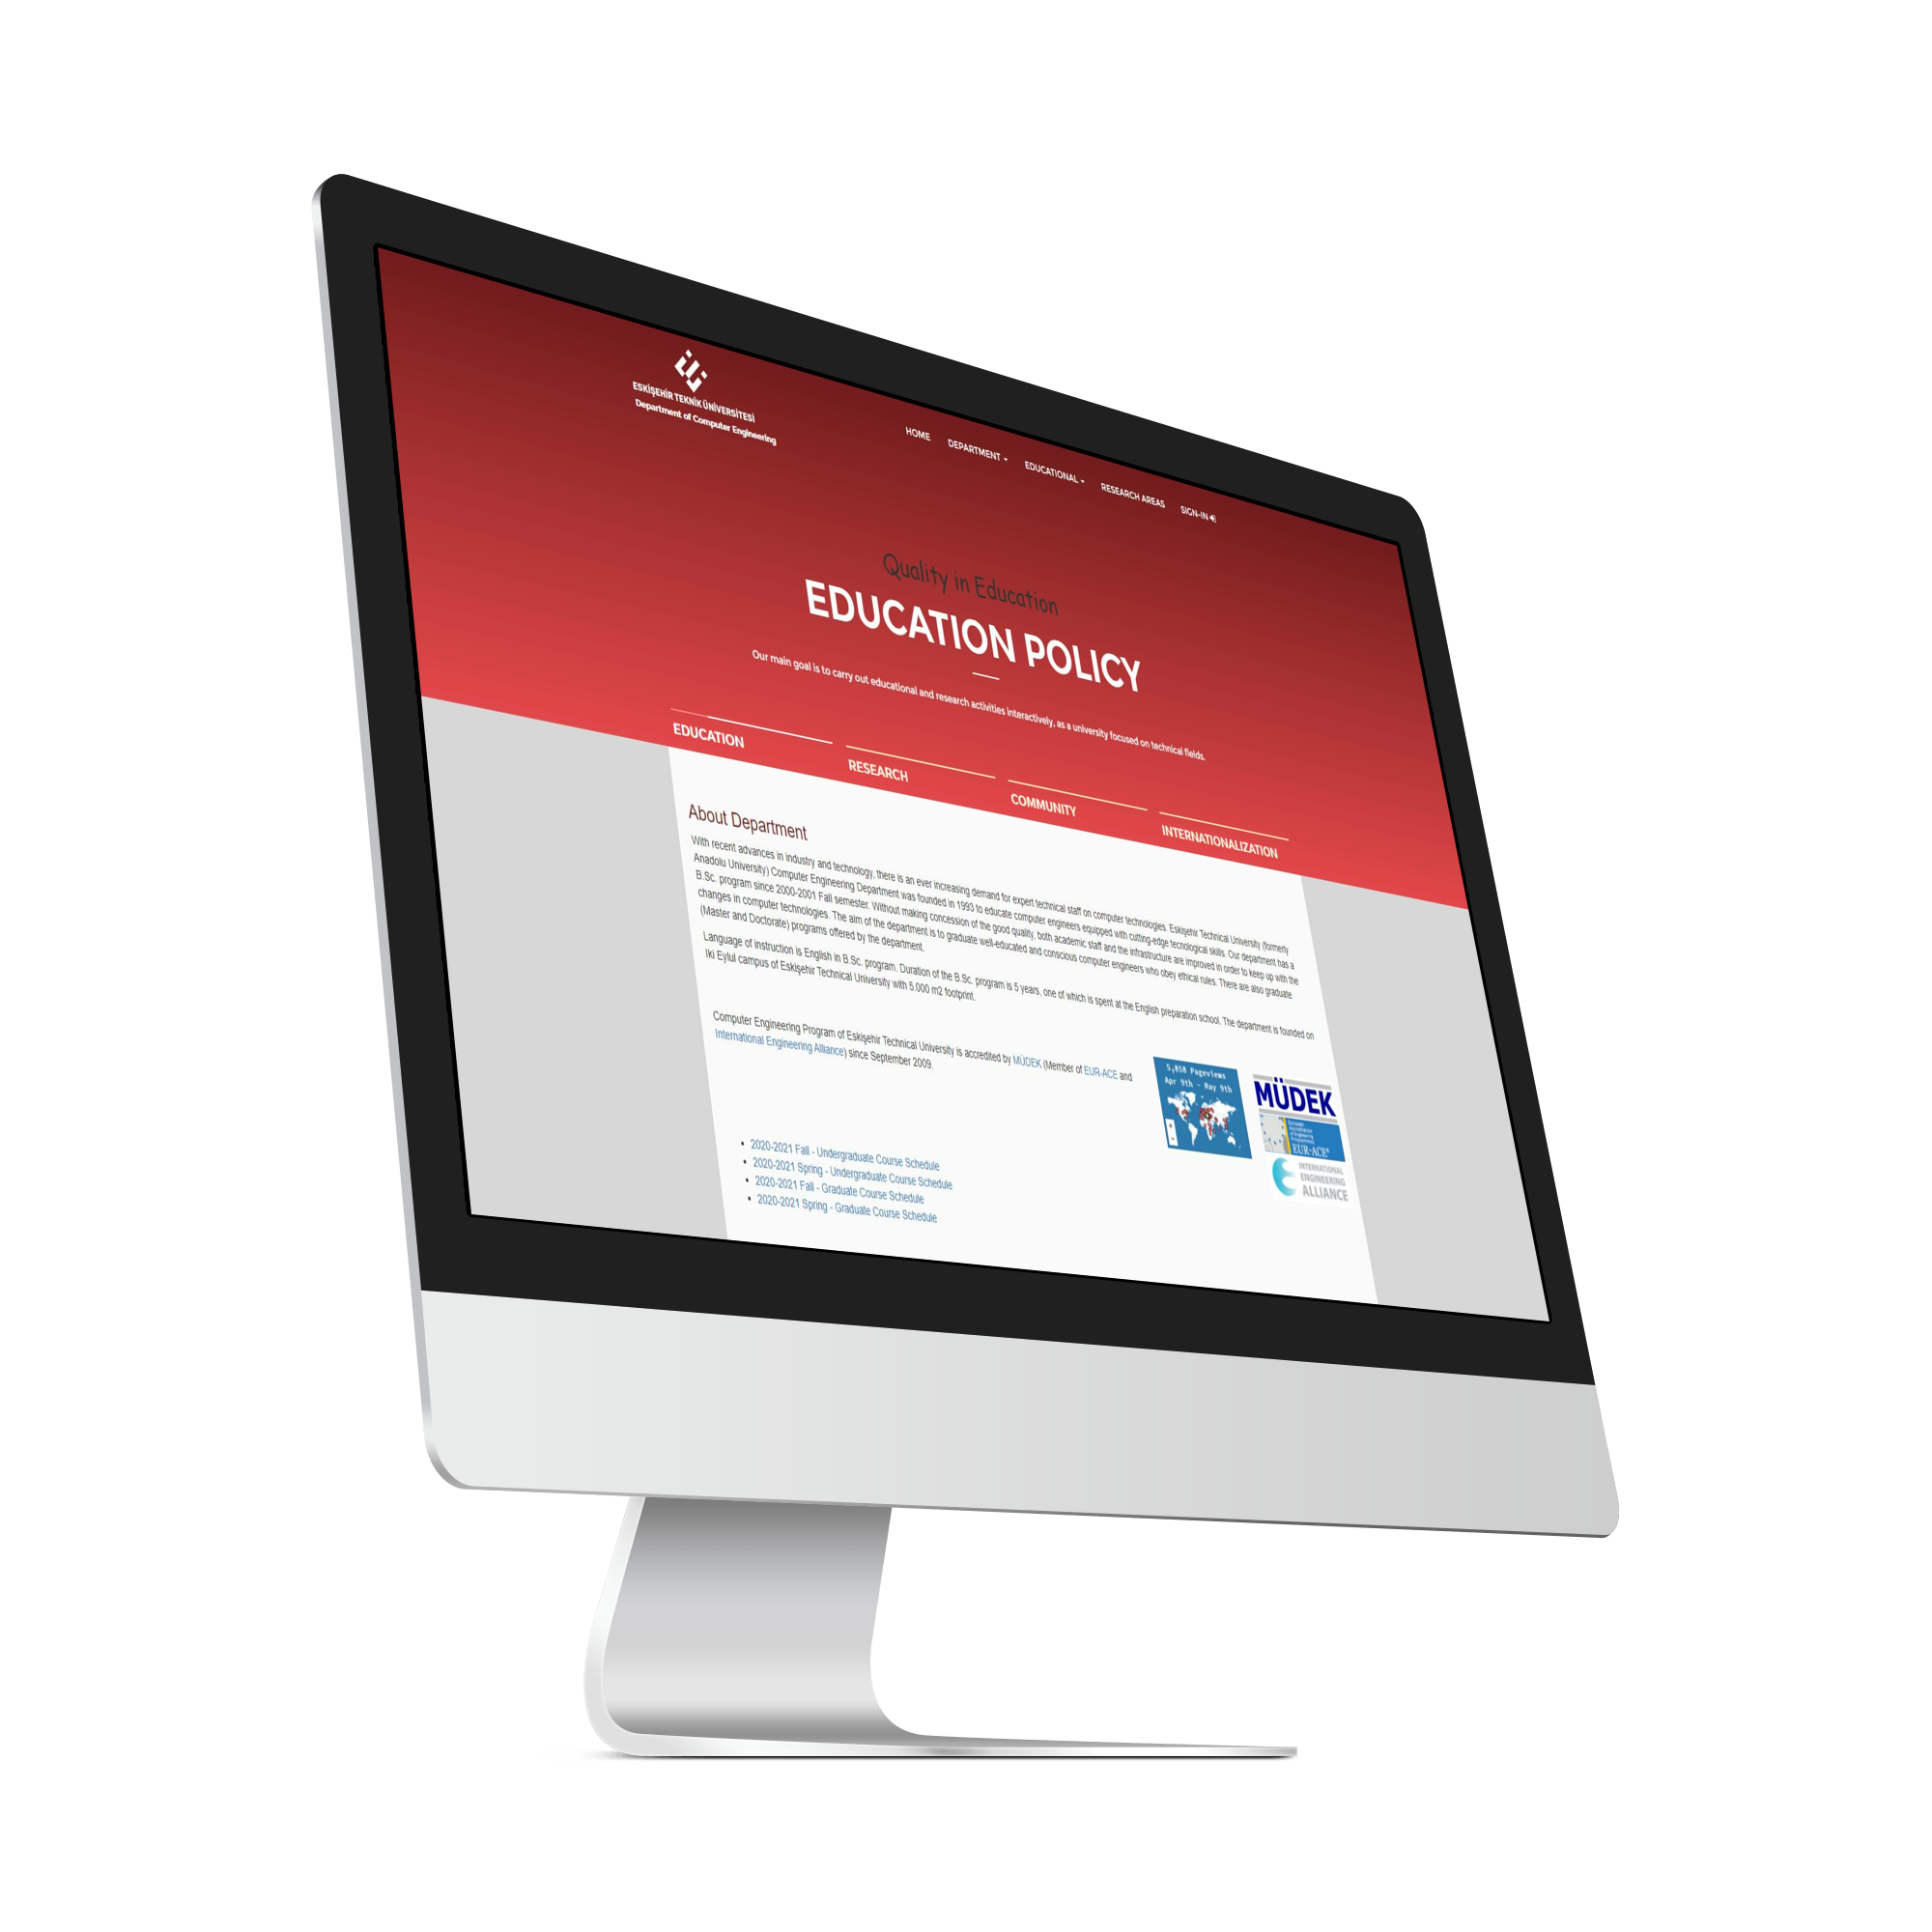 ESKİŞEHİR TEKNİK ÜNİVERSİTESİ
Department of Computer Engineering
HOME
DEPARTMENT
EDUCATIONAL
RESEARCH AREAS
SIGN-IN
Quality in Education
EDUCATION POLICY
Our main goal is to carry out educational and research activities interactively, as a university focused on technical fields.
EDUCATION
RESEARCH
COMMUNITY
INTERNATIONALIZATION
About Department
With recent advances in industry and technology, there is an ever increasing demand for expert technical staff on computer technologies. Eskişehir Technical University (formerly
Anadolu University) Computer Engineering Department was founded in 1993 to educate computer engineers equipped with cutting-edge tecnological skills. Our department has a
B.Sc. program since 2000-2001 Fall semester. Without making concession of the good quality, both academic staff and the infrastructure are improved in order to keep up with the
changes in computer technologies. The aim of the department is to graduate well-educated and conscious computer engineers who obey ethical rules. There are also graduate
(Master and Doctorate) programs offered by the department.
Language of instruction is English in B.Sc. program. Duration of the B.Sc. program is 5 years, one of which is spent at the English preparation school. The department is founded on
Iki Eylul campus of Eskişehir Technical University with 5.000 m2 footprint.
Computer Engineering Program of Eskişehir Technical University is accredited by MÜDEK (Member of EUR-ACE and
International Engineering Alliance) since September 2009.
5,050 Pageviews
Apr 9th - May 9th
MÜDEK
European
Accreditation
of Engineering
Programmes
EUR-ACE®
INTERNATIONAL
ENGINEERING
ALLIANCE
• 2020-2021 Fall - Undergraduate Course Schedule
• 2020-2021 Spring - Undergraduate Course Schedule
• 2020-2021 Fall - Graduate Course Schedule
• 2020-2021 Spring - Graduate Course Schedule